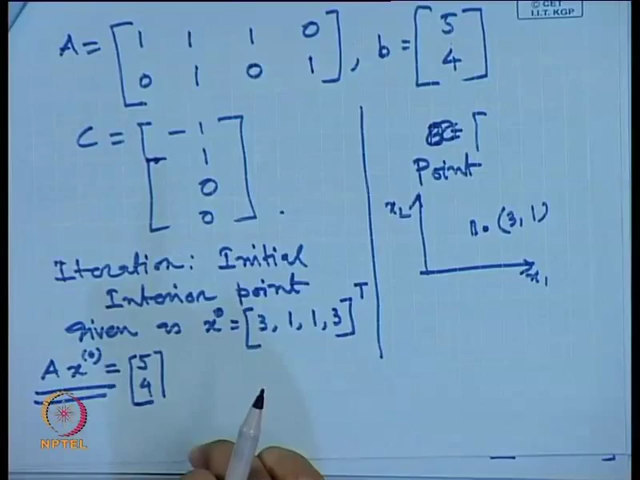 © CET
I.I.T. KGP
A = [1 1 1 0
0 1 0 1], b = [5
4]
C = [-1
1
0
0].
Point
x₂
B. (3, 1)
x₁
Iteration: Initial
Interior point
given as x⁰ = [3, 1, 1, 3]ᵀ
A x⁽⁰⁾ = [5
4]
NPTEL